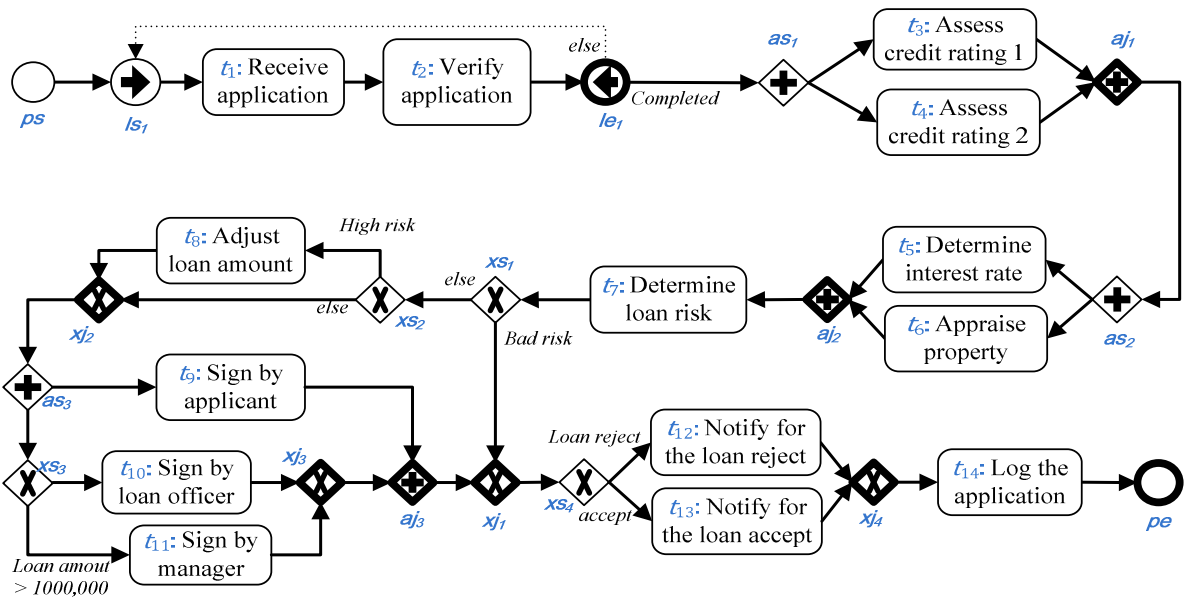 t₁: Receive
application
t₂: Verify
application
else
Completed
ps
ls₁
le₁
as₁
t₃: Assess
credit rating 1
t₄: Assess
credit rating 2
aj₁
High risk
t₈: Adjust
loan amount
else
xs₁
else
xs₂
xj₂
Bad risk
t₇: Determine
loan risk
aj₂
t₅: Determine
interest rate
t₆: Appraise
property
as₂
as₃
t₉: Sign by
applicant
xs₃
t₁₀: Sign by
loan officer
xj₃
t₁₁: Sign by
manager
Loan amout
> 1000,000
aj₃
xj₁
xs₄
Loan reject
accept
t₁₂: Notify for
the loan reject
t₁₃: Notify for
the loan accept
xj₄
t₁₄: Log the
application
pe